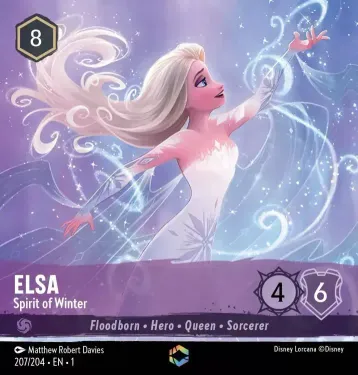 8
ELSA
Spirit of Winter
4 6
Floodborn • Hero • Queen • Sorcerer
Matthew Robert Davies
Disney Lorcana ©Disney
207/204 • EN • 1